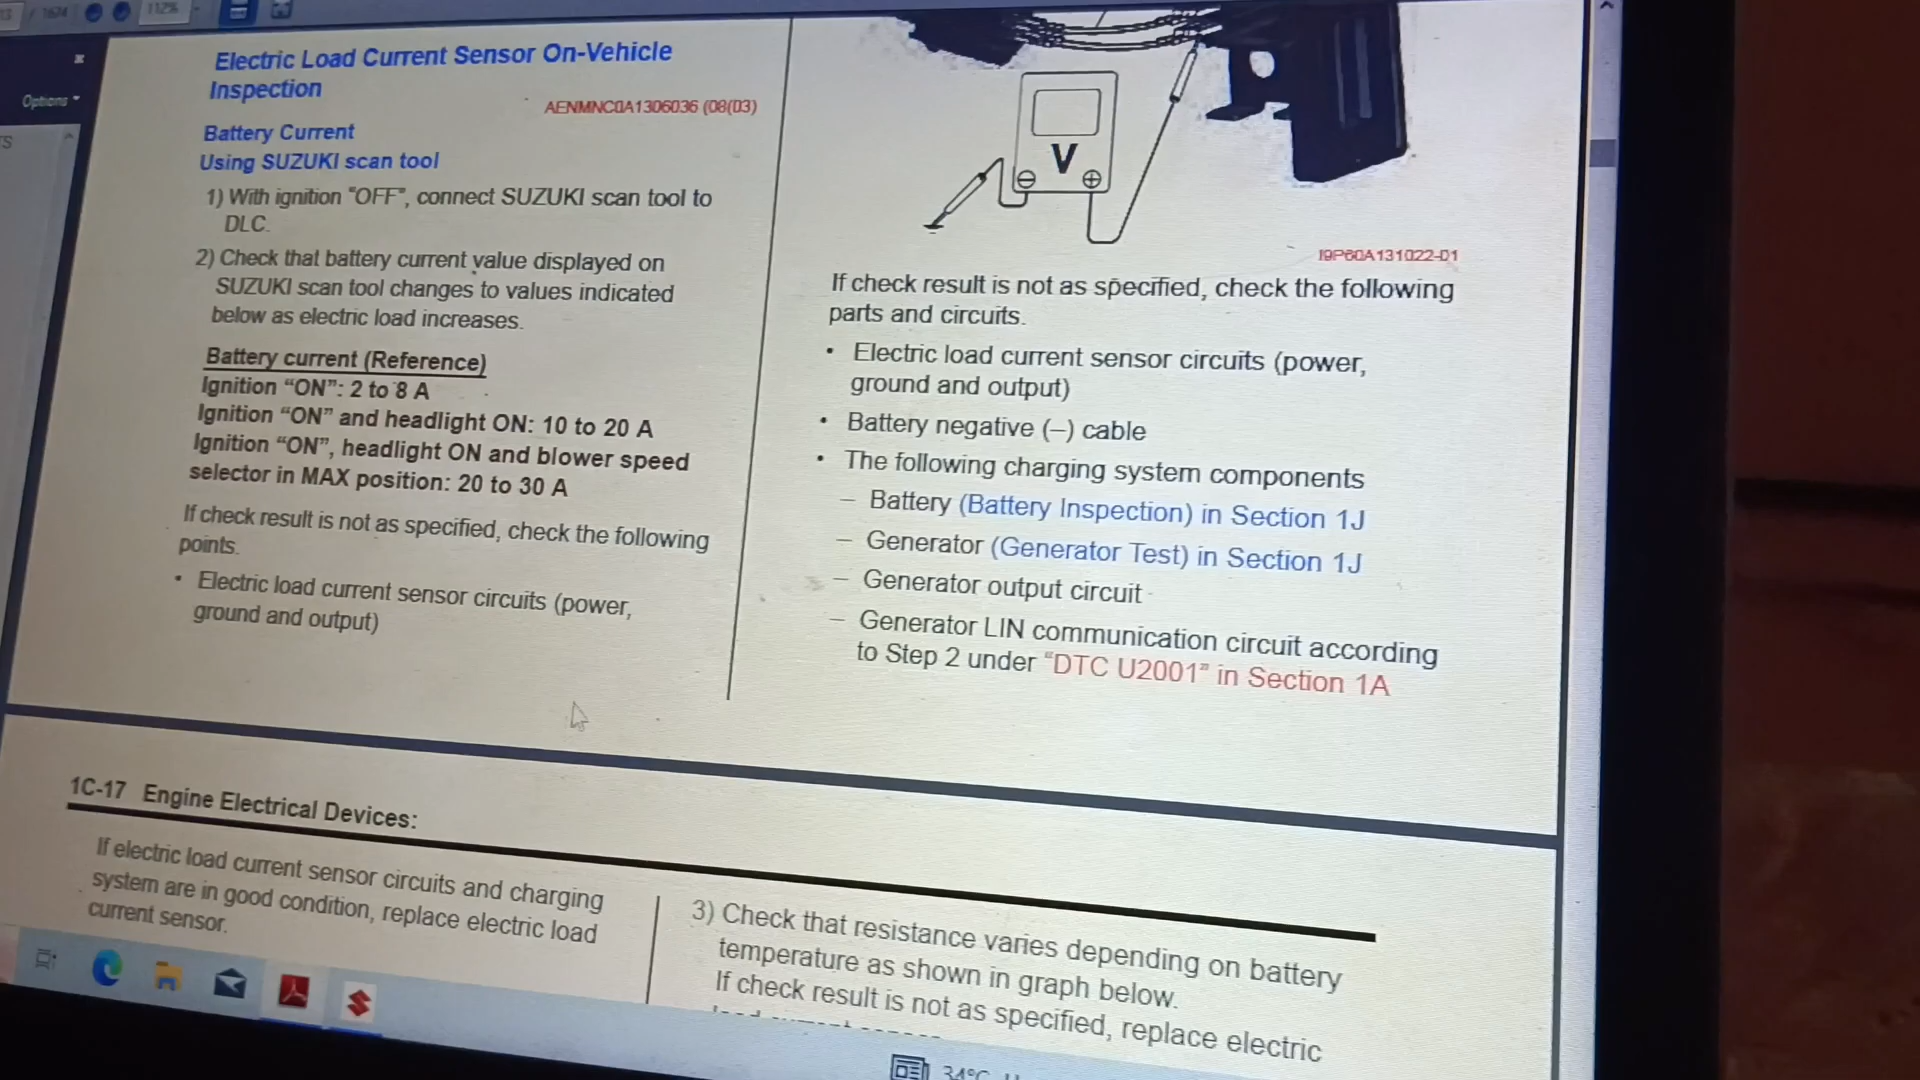 / 1674
112%
Options
Electric Load Current Sensor On-Vehicle
Inspection
AENMNC0A1306036 (08(03)
Battery Current
Using SUZUKI scan tool
1) With ignition "OFF", connect SUZUKI scan tool to
DLC.
2) Check that battery current value displayed on
SUZUKI scan tool changes to values indicated
below as electric load increases.
Battery current (Reference)
Ignition “ON”: 2 to 8 A
Ignition “ON” and headlight ON: 10 to 20 A
Ignition “ON”, headlight ON and blower speed
selector in MAX position: 20 to 30 A
If check result is not as specified, check the following
points.
• Electric load current sensor circuits (power,
ground and output)
V
I9P60A131022-01
If check result is not as specified, check the following
parts and circuits.
• Electric load current sensor circuits (power,
ground and output)
• Battery negative (–) cable
• The following charging system components
– Battery (Battery Inspection) in Section 1J
– Generator (Generator Test) in Section 1J
– Generator output circuit
– Generator LIN communication circuit according
to Step 2 under “DTC U2001” in Section 1A
1C-17 Engine Electrical Devices:
If electric load current sensor circuits and charging
system are in good condition, replace electric load
current sensor.
3) Check that resistance varies depending on battery
temperature as shown in graph below.
If check result is not as specified, replace electric
34°C